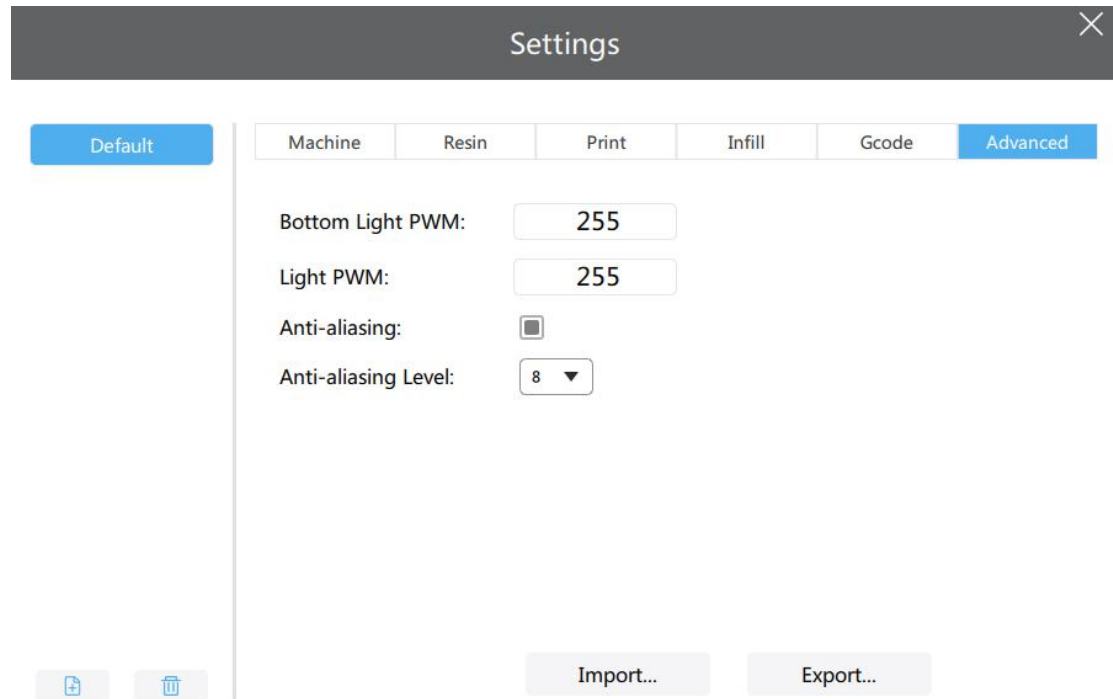 Settings
Default
Machine Resin Print Infill Gcode Advanced
Bottom Light PWM: 255
Light PWM: 255
Anti-aliasing:
Anti-aliasing Level: 8
Import... Export...